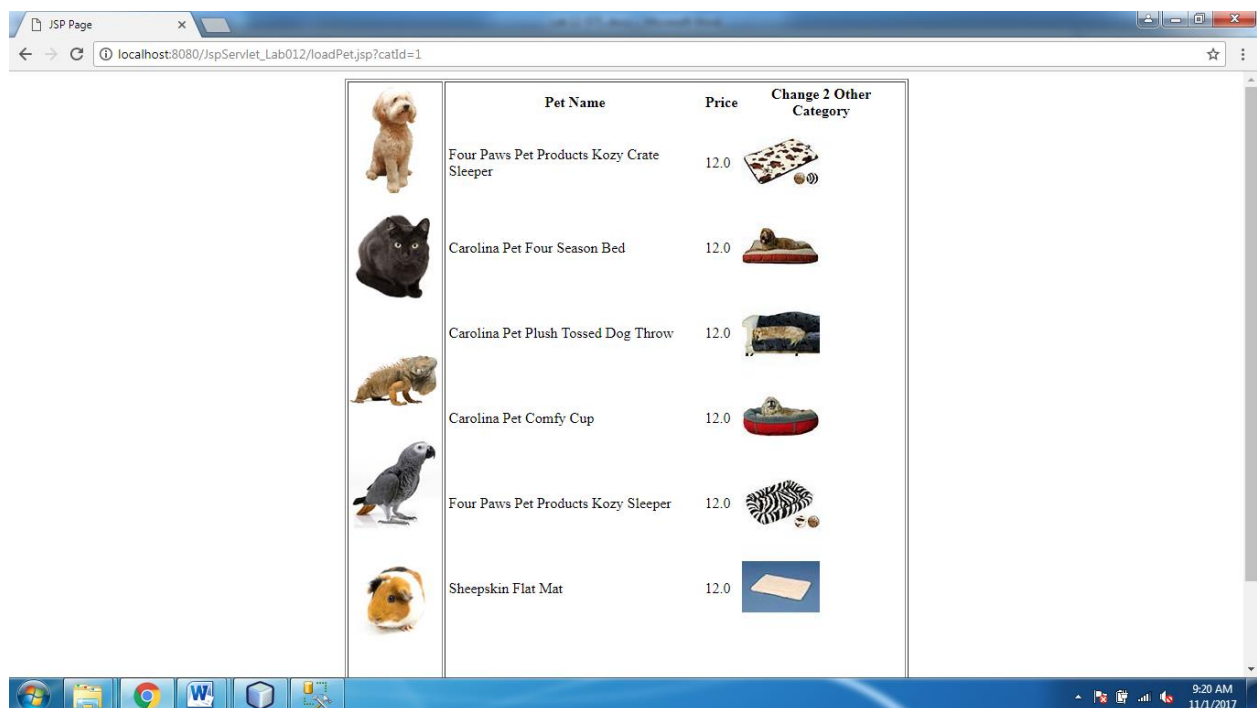 JSP Page
localhost:8080/JspServlet_Lab012/loadPet.jsp?catId=1
Pet Name Price Change 2 Other
Category
Four Paws Pet Products Kozy Crate
Sleeper 12.0
Carolina Pet Four Season Bed 12.0
Carolina Pet Plush Tossed Dog Throw 12.0
Carolina Pet Comfy Cup 12.0
Four Paws Pet Products Kozy Sleeper 12.0
Sheepskin Flat Mat 12.0
9:20 AM
11/1/2017